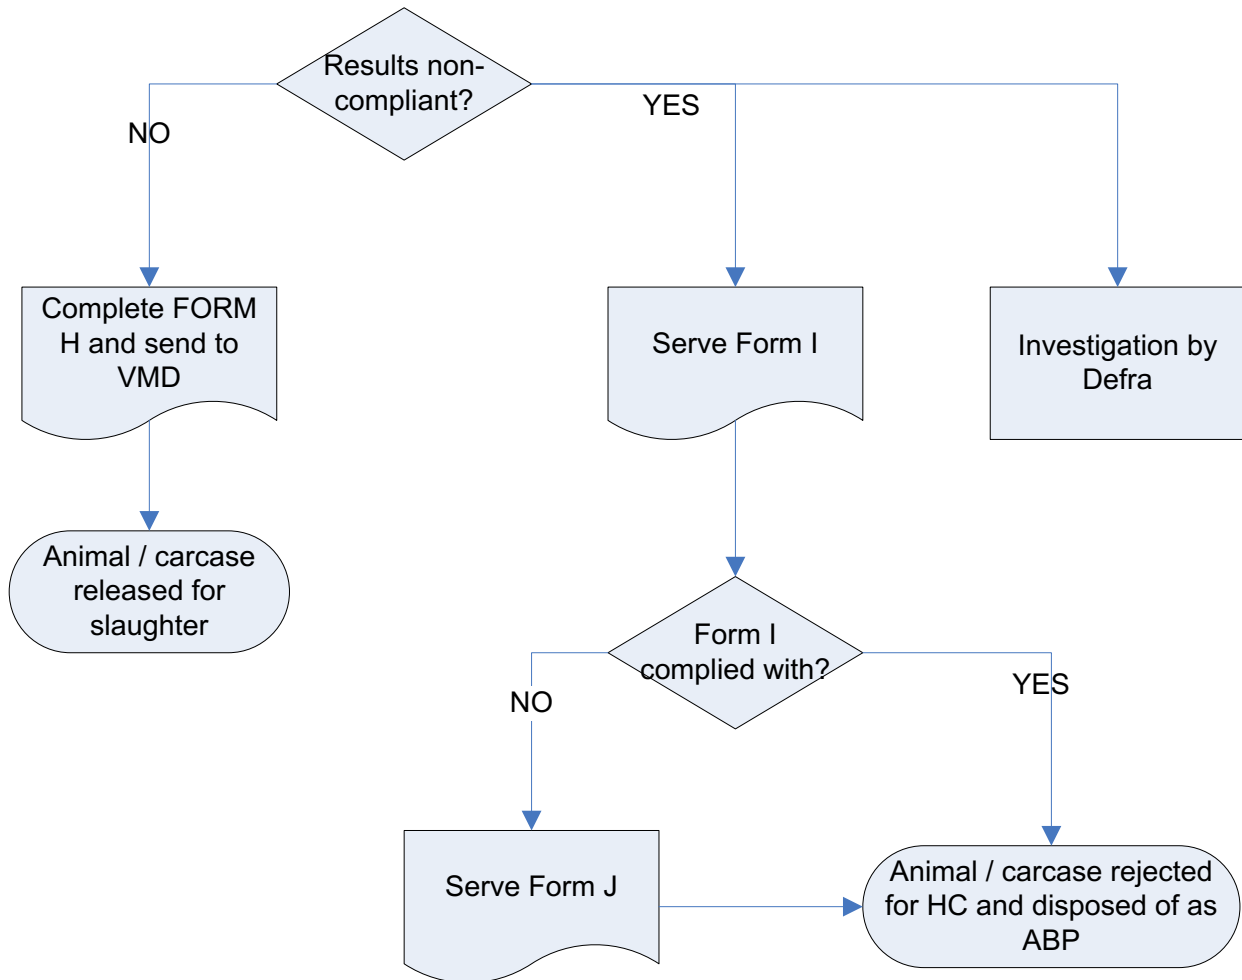 Results non-
compliant?
NO
YES
Complete FORM
H and send to
VMD
Serve Form I
Investigation by
Defra
Animal / carcase
released for
slaughter
Form I
complied with?
NO
YES
Serve Form J
Animal / carcase rejected
for HC and disposed of as
ABP